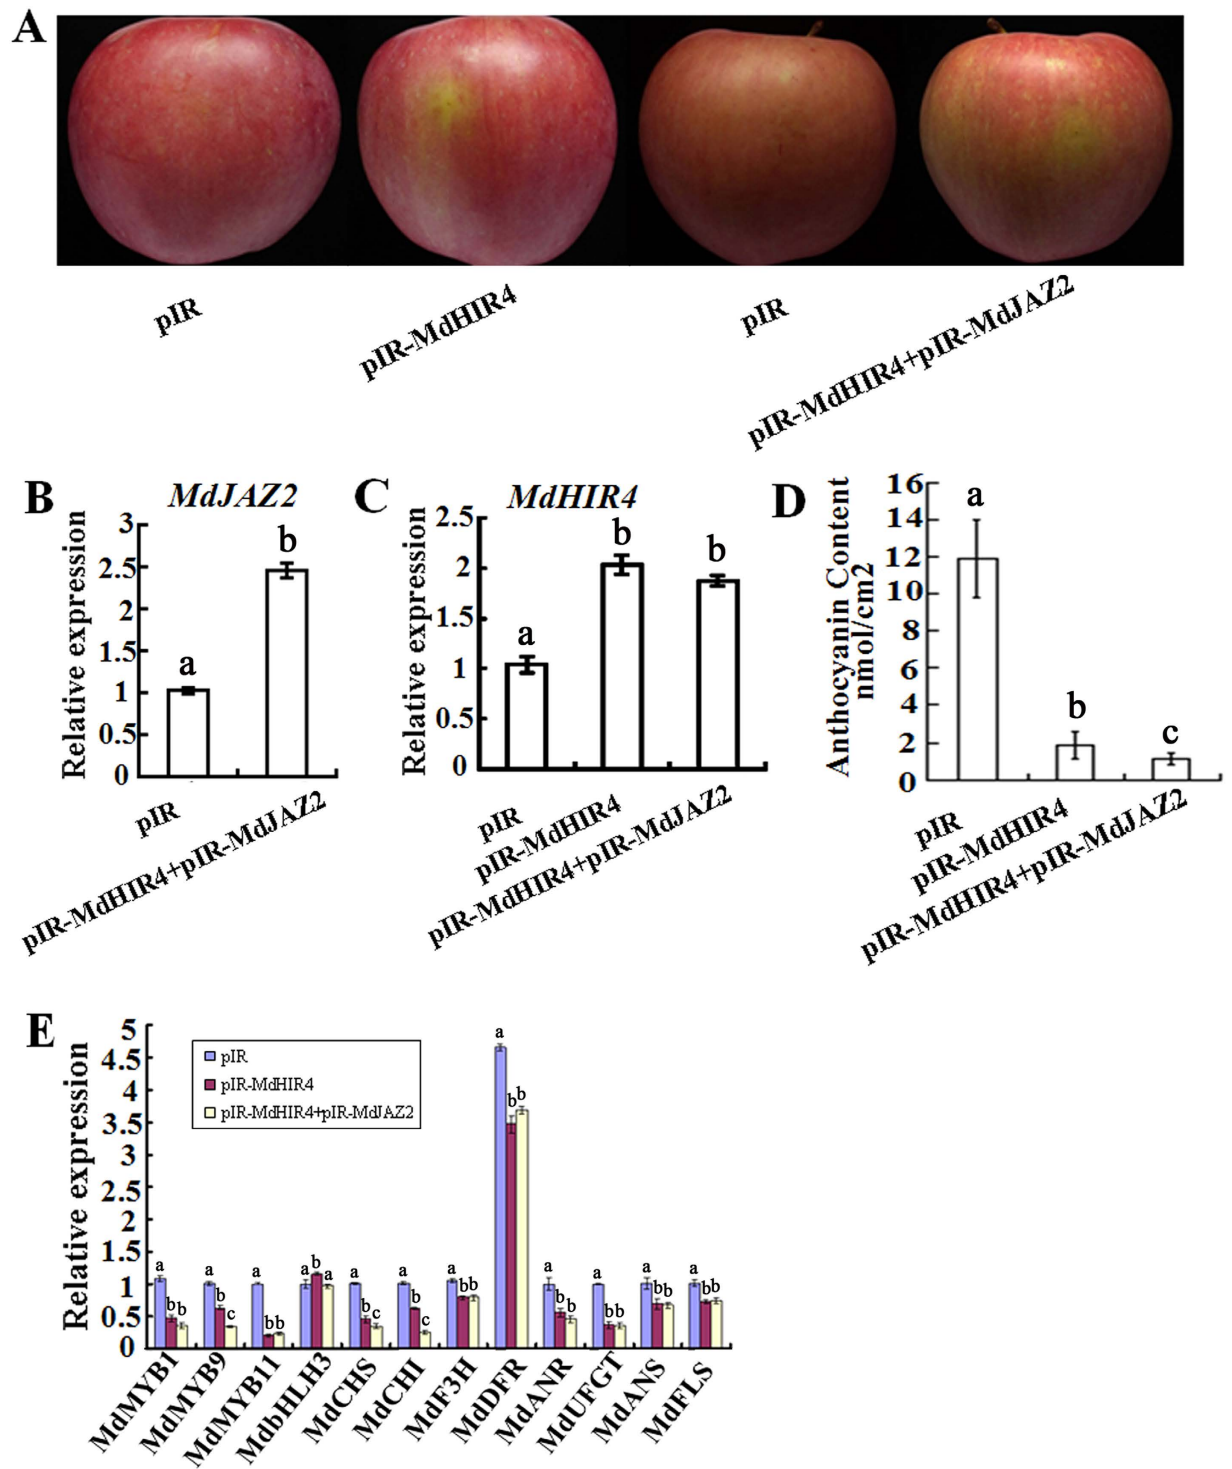 A
pIR
pIR-MdHIR4
pIR
pIR-MdHIR4+pIR-MdJAZ2
B
MdJAZ2
Relative expression
3
2.5
2
1.5
1
0.5
0
a
b
pIR
pIR-MdHIR4+pIR-MdJAZ2
C
MdHIR4
Relative expression
2.5
2
1.5
1
0.5
0
a
b
b
pIR
pIR-MdHIR4
pIR-MdHIR4+pIR-MdJAZ2
D
Anthocyanin Content
nmol/cm2
16
14
12
10
8
6
4
2
0
a
b
c
pIR
pIR-MdHIR4
pIR-MdHIR4+pIR-MdJAZ2
E
Relative expression
5
4.5
4
3.5
3
2.5
2
1.5
1
0.5
0
pIR
pIR-MdHIR4
pIR-MdHIR4+pIR-MdJAZ2
a b b
a b c
a b b
a b a
a b c
a b c
a b b
a b b
a b b
a b b
a b b
a b b
MdMYB1
MdMYB9
MdMYB11
MdbHLH3
MdCHS
MdCHI
MdF3H
MdDFR
MdANR
MdUFGT
MdANS
MdFLS